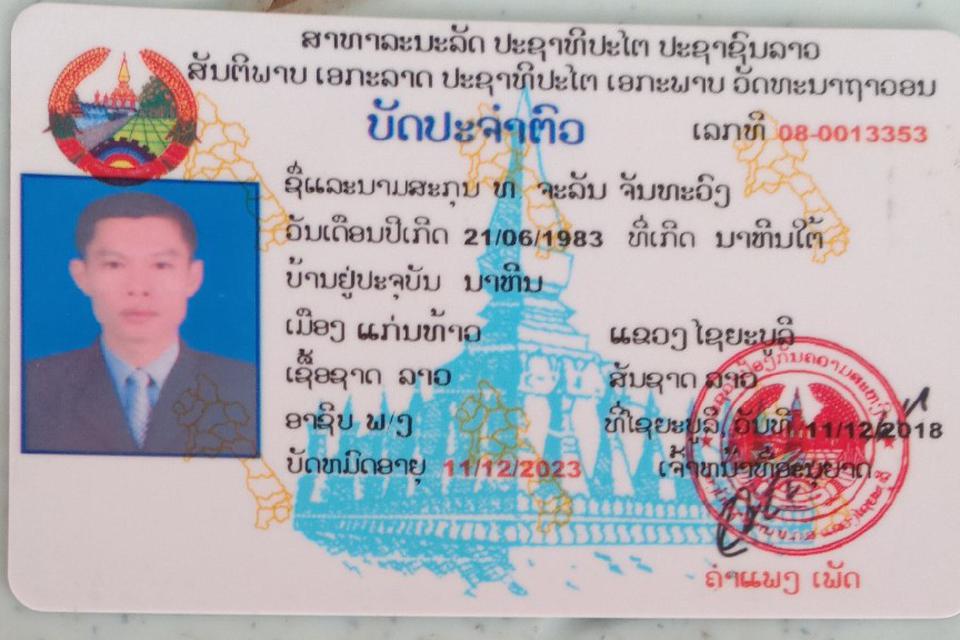 ສາທາລະນະລັດ ປະຊາທິປະໄຕ ປະຊາຊົນລາວ
ສັນຕິພາບ ເອກະລາດ ປະຊາທິປະໄຕ ເອກະພາບ ວັດທະນາຖາວອນ
ບັດປະຈຳຕົວ
ເລກທີ 08-0013353
ຊື່ແລະນາມສະກຸນ ທ. ຈະລັນ ຈັນທະວົງ
ວັນເດືອນປີເກີດ 21/06/1983 ທີ່ເກີດ ນາຫີນໃຕ້
ບ້ານຢູ່ປະຈຸບັນ ນາຫີນ
ເມືອງ ແກ່ນທ້າວ ແຂວງ ໄຊຍະບູລີ
ເຊື້ອຊາດ ລາວ ສັນຊາດ ລາວ
ອາຊິບ ພ/ງ ທີ່ໄຊຍະບູລີ, ວັນທີ 11/12/2018
ບັດຫມົດອາຍຸ 11/12/2023 ເຈົ້າຫນ້າທີ່ອະນຸຍາດ
ຄຳແພງ ເພັດ